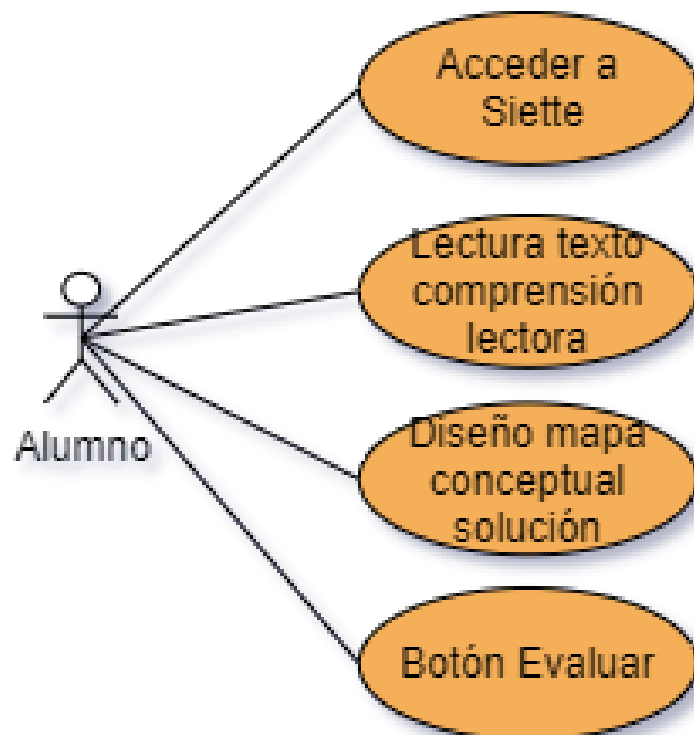 Acceder a
Siette
Lectura texto
comprensión
lectora
Alumno
Diseño mapa
conceptual
solución
Botón Evaluar